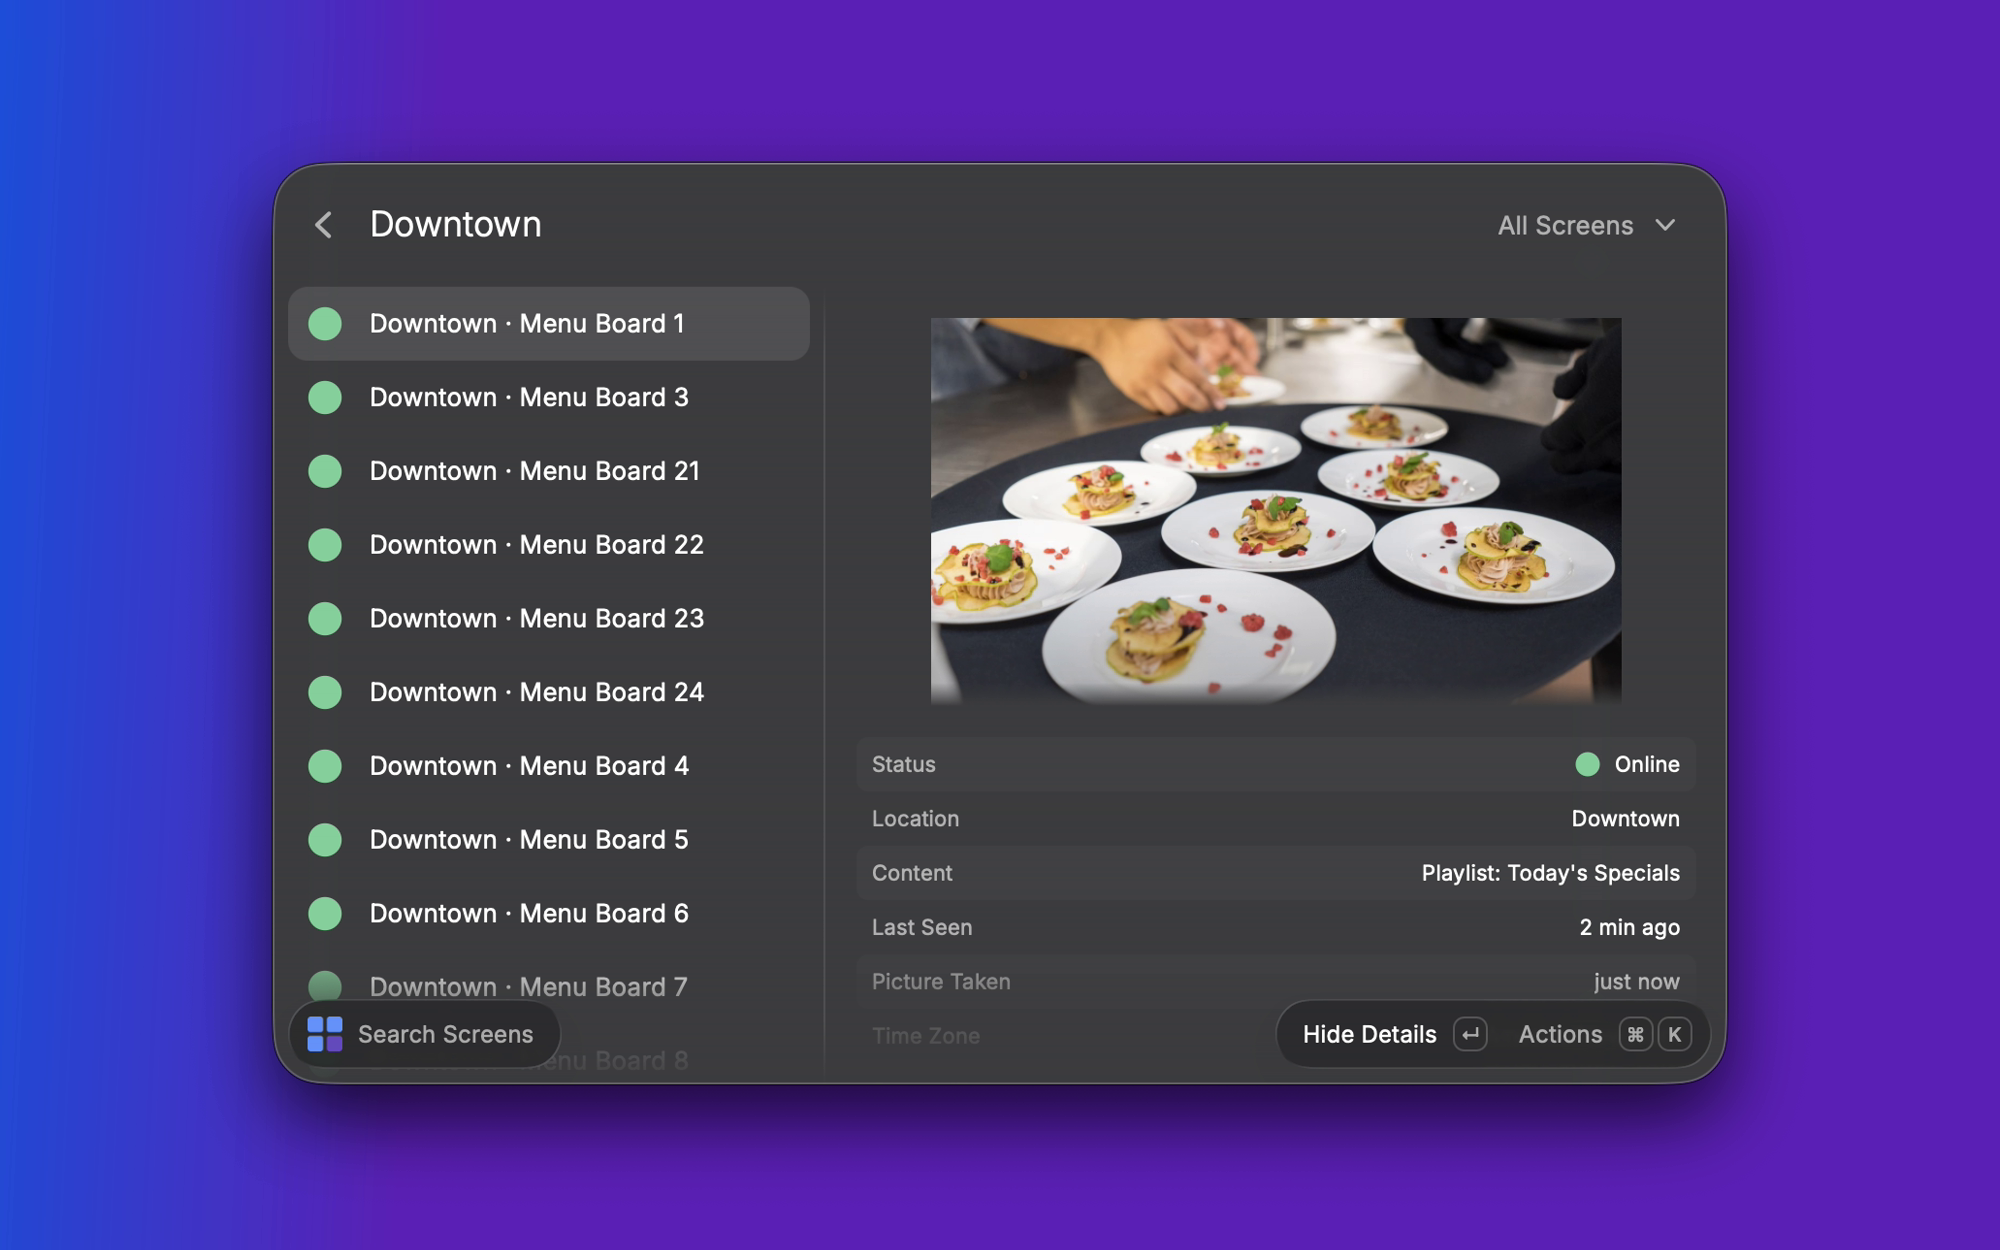 Downtown
All Screens
Downtown · Menu Board 1
Downtown · Menu Board 3
Downtown · Menu Board 21
Downtown · Menu Board 22
Downtown · Menu Board 23
Downtown · Menu Board 24
Downtown · Menu Board 4
Downtown · Menu Board 5
Downtown · Menu Board 6
Downtown · Menu Board 7
enu Board 8
Search Screens
Status Online
Location Downtown
Content Playlist: Today's Specials
Last Seen 2 min ago
Picture Taken just now
Time Zone
Hide Details ↵ Actions ⌘ K